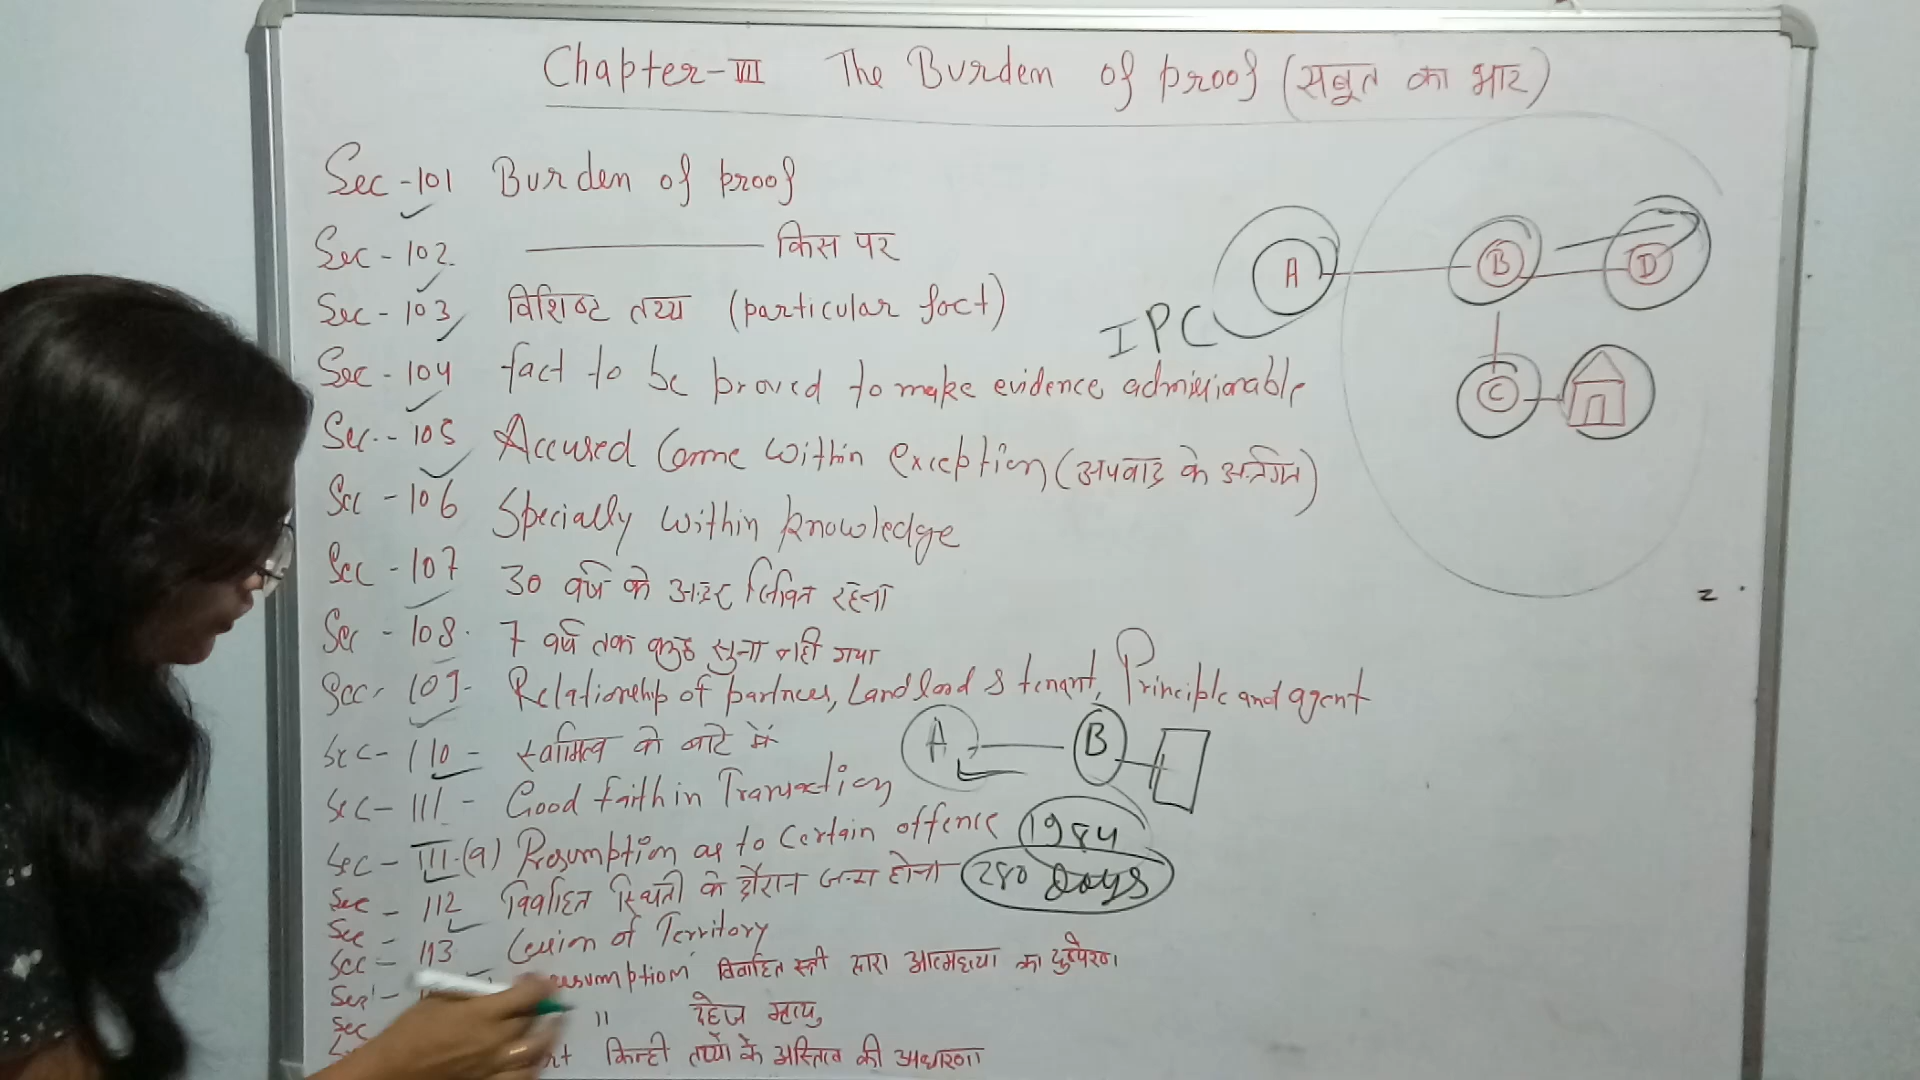 Chapter-VII The Burden of proof (सबूत का भार)
Sec-101 Burden of proof
Sec-102. ——— किस पर
Sec-103 विशिष्ट तथ्य (particular fact)
Sec-104 fact to be proved to make evidence admissionable
Sec.-105 Accused Come Within exception (अपवाद के अन्तर्गत)
Sec-106 Specially within knowledge
Sec-107 30 वर्ष के अन्दर जिवित रहना
Sec-108. 7 वर्ष तक कुछ सुना नही गया
Sec-109- Relationship of partners, Landlord & tenant, Principle and agent
Sec-110- स्वामित्व के बारे में
Sec-111- Good faith in Transaction
Sec-III.(a) Presumption as to Certain offence 1984
Sec-112 विवाहित स्थिती के दौरान जन्म होना 280 Days
Sec
Sec-113 Cession of Territory
Sec- विवाहित स्त्री द्वारा आत्महत्या का दुष्प्रेरण
Sec " दहेज मृत्यु
किन्ही तथ्यों के अस्तित्व की अवधारणा
A B D
IPC
C
A B
z.